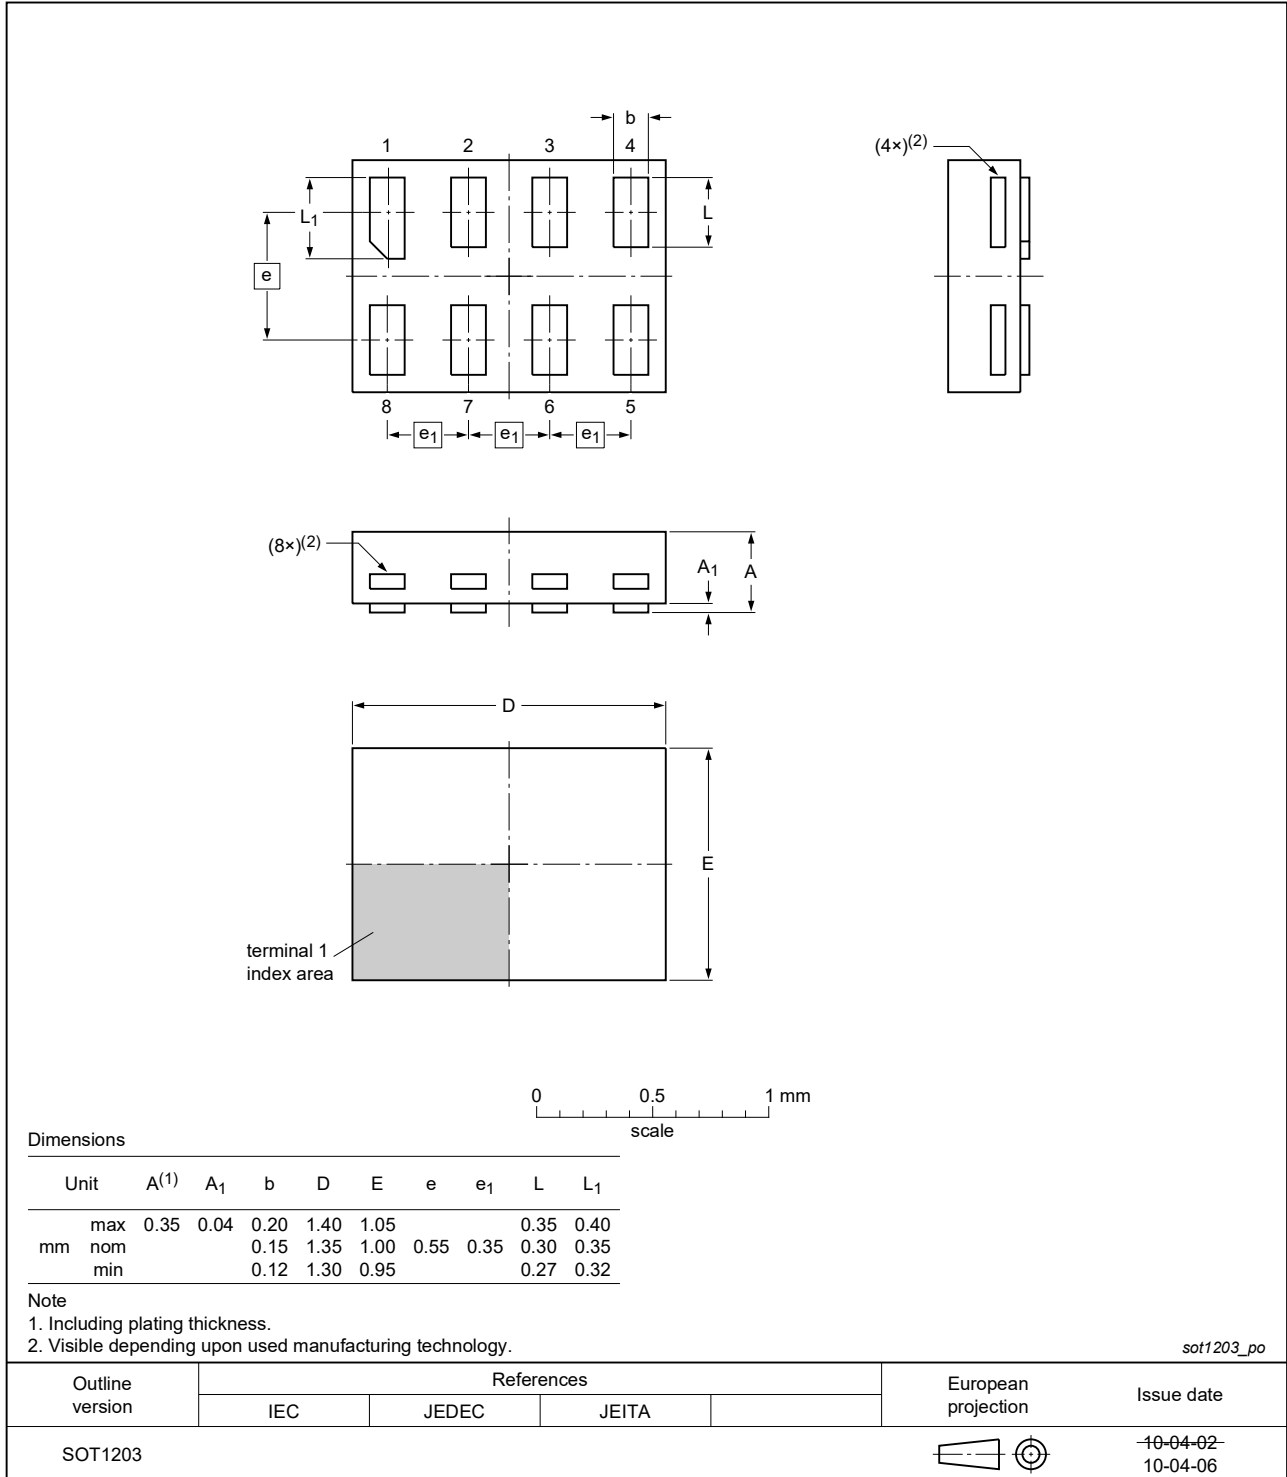 b
1 2 3 4
(4×)(2)
L1
L
e
8 7 6 5
e1 e1 e1
(8×)(2)
A1
A
D
E
terminal 1
index area
0 0.5 1 mm
scale
Dimensions
Unit A(1) A1 b D E e e1 L L1
max 0.35 0.04 0.20 1.40 1.05 0.35 0.40
mm nom 0.15 1.35 1.00 0.55 0.35 0.30 0.35
min 0.12 1.30 0.95 0.27 0.32
Note
1. Including plating thickness.
2. Visible depending upon used manufacturing technology.
sot1203_po
Outline
version
References
IEC JEDEC JEITA
European
projection
Issue date
SOT1203
10-04-02
10-04-06